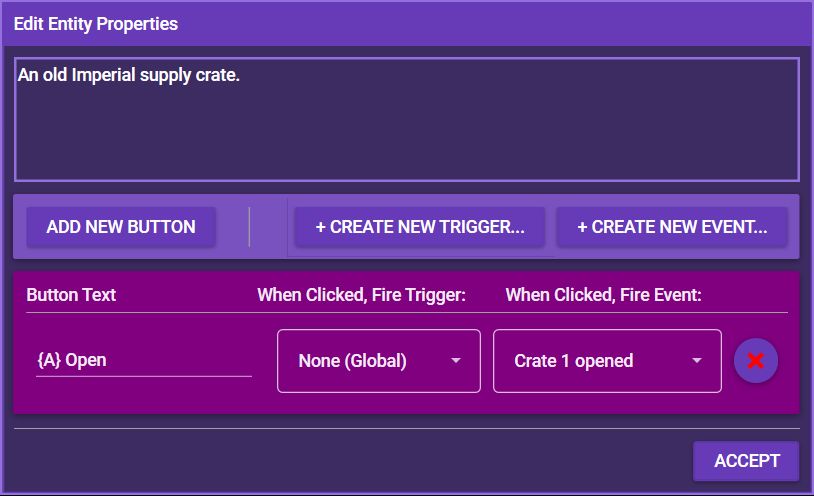 Edit Entity Properties
An old Imperial supply crate.
ADD NEW BUTTON + CREATE NEW TRIGGER... + CREATE NEW EVENT...
Button Text When Clicked, Fire Trigger: When Clicked, Fire Event:
{A} Open None (Global) Crate 1 opened
ACCEPT